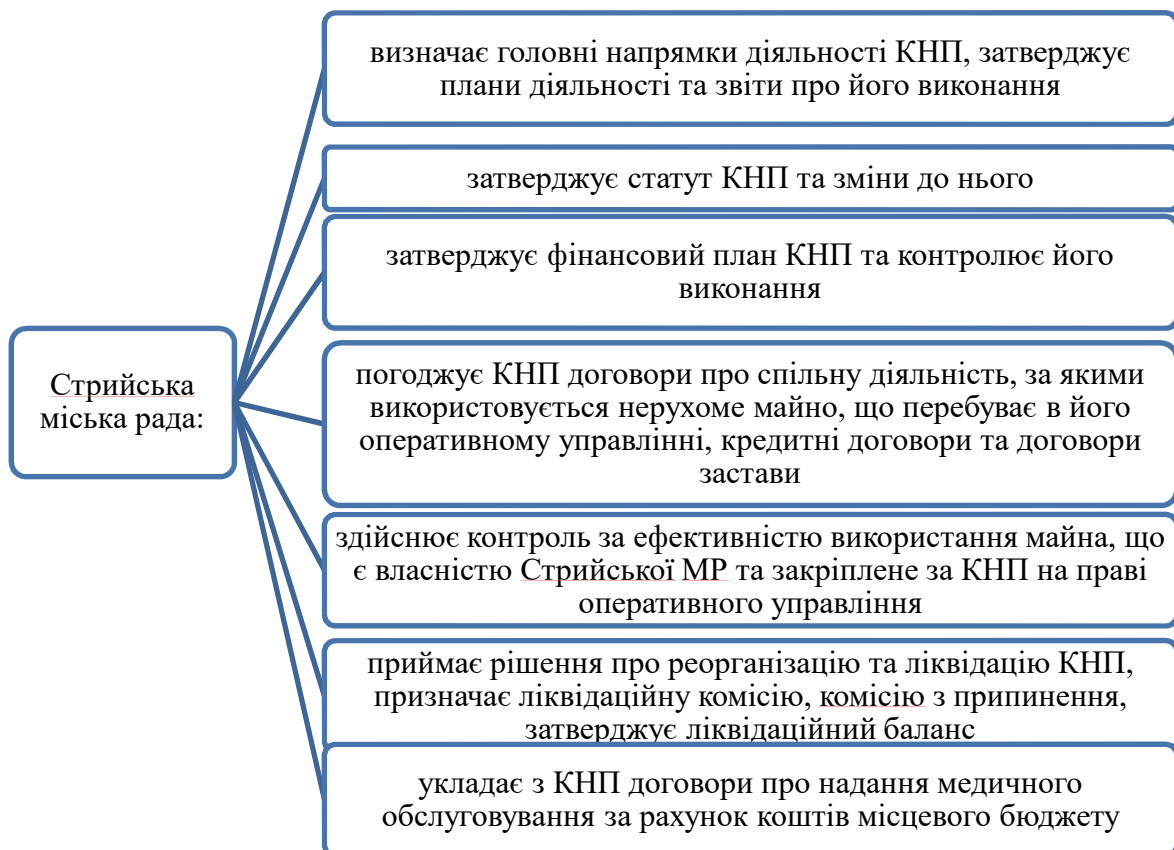 визначає головні напрямки діяльності КНП, затверджує
плани діяльності та звіти про його виконання
затверджує статут КНП та зміни до нього
затверджує фінансовий план КНП та контролює його
виконання
Стрийська
міська рада:
погоджує КНП договори про спільну діяльність, за якими
використовується нерухоме майно, що перебуває в його
оперативному управлінні, кредитні договори та договори
застави
здійснює контроль за ефективністю використання майна, що
є власністю Стрийської МР та закріплене за КНП на праві
оперативного управління
приймає рішення про реорганізацію та ліквідацію КНП,
призначає ліквідаційну комісію, комісію з припинення,
затверджує ліквідаційний баланс
укладає з КНП договори про надання медичного
обслуговування за рахунок коштів місцевого бюджету